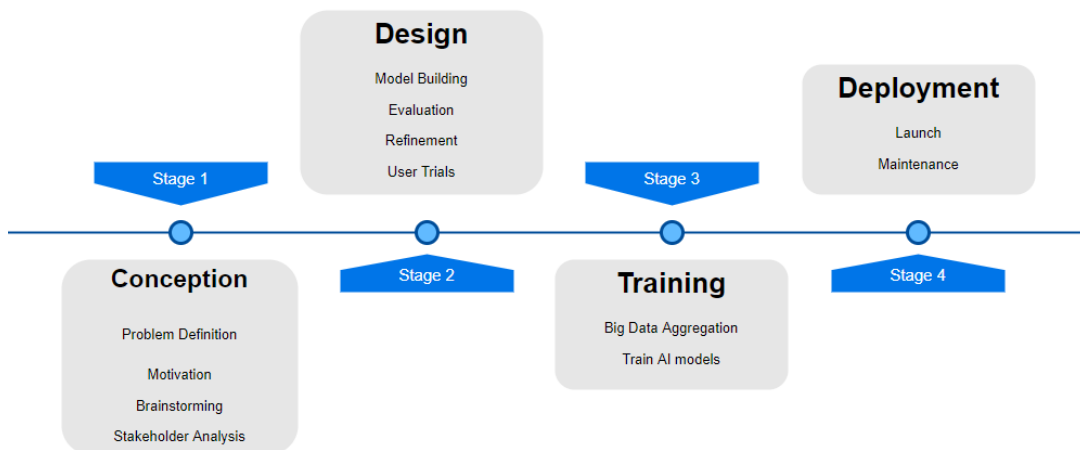 Stage 1
Conception
Problem Definition
Motivation
Brainstorming
Stakeholder Analysis
Design
Model Building
Evaluation
Refinement
User Trials
Stage 2
Stage 3
Training
Big Data Aggregation
Train AI models
Deployment
Launch
Maintenance
Stage 4